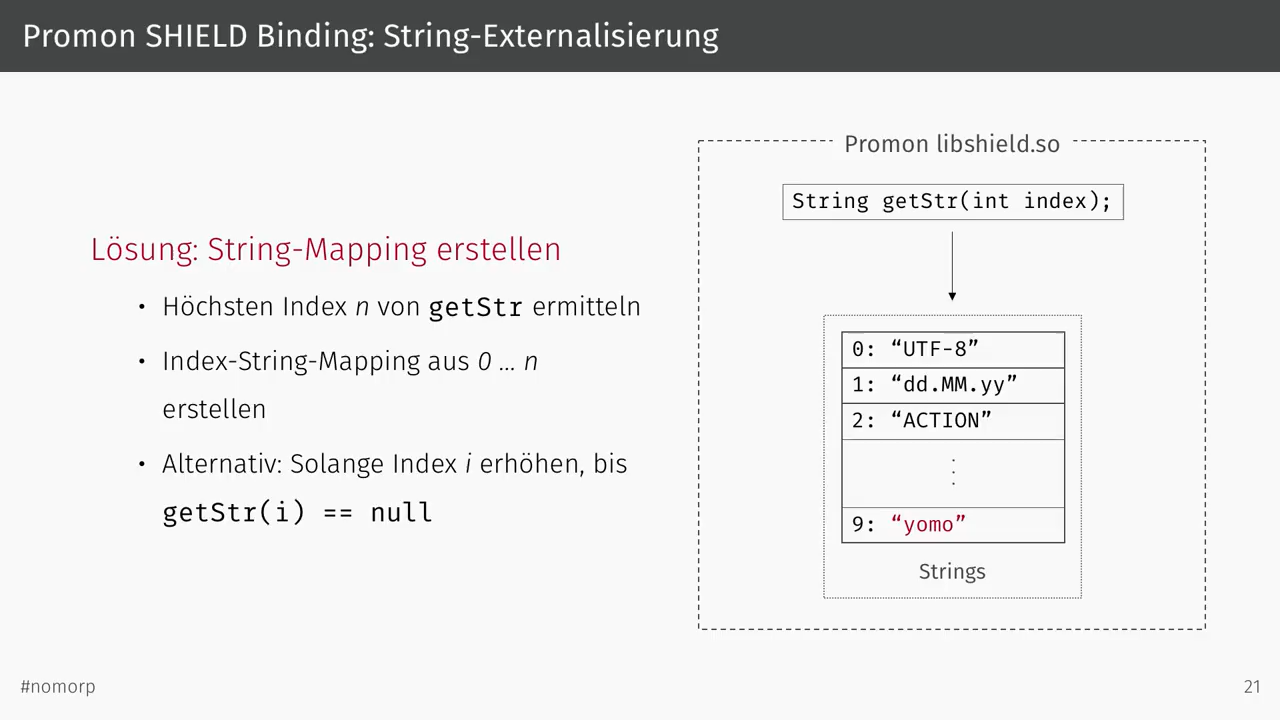 Promon SHIELD Binding: String-Externalisierung
Lösung: String-Mapping erstellen
• Höchsten Index n von getStr ermitteln
• Index-String-Mapping aus 0 … n
erstellen
• Alternativ: Solange Index i erhöhen, bis
getStr(i) == null
Promon libshield.so
String getStr(int index);
0: “UTF-8”
1: “dd.MM.yy”
2: “ACTION”
⋮
9: “yomo”
Strings
#nomorp
21